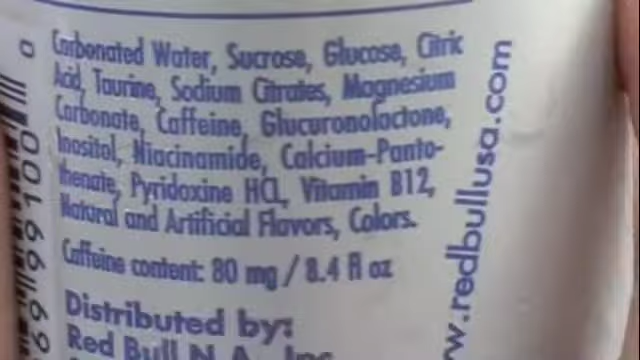 Carbonated Water, Sucrose, Glucose, Citric
Acid, Taurine, Sodium Citrates, Magnesium
Carbonate, Caffeine, Glucuronolactone,
Inositol, Niacinamide, Calcium-Panto-
thenate, Pyridoxine HCL, Vitamin B12,
Natural and Artificial Flavors, Colors.
Caffeine content: 80 mg / 8.4 fl oz
Distributed by:
Red Bull N.A., Inc.
w.redbullusa.com